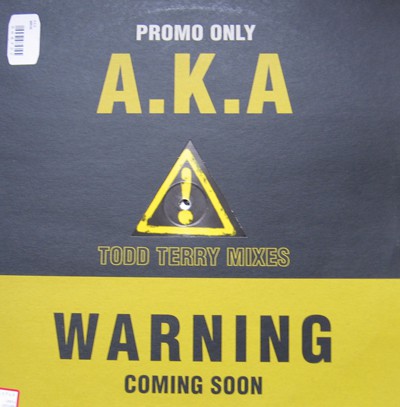 PROMO ONLY
A.K.A
!
TODD TERRY MIXES
WARNING
COMING SOON